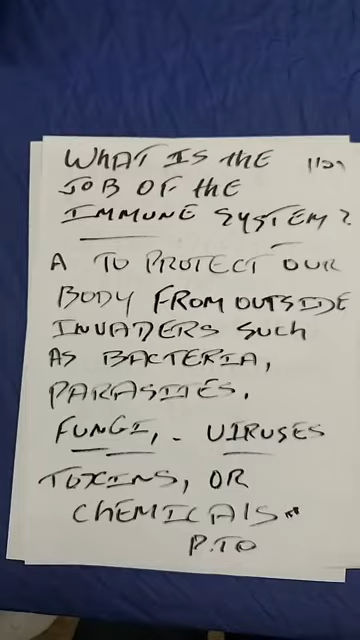 WHAT IS THE
JOB OF THE
IMMUNE SYSTEM?
A TO PROTECT OUR
BODY FROM OUTSIDE
INVADERS SUCH
AS BACTERIA,
PARASITES,
FUNGI, - VIRUSES
TOXINS, OR
CHEMICALS"
P.TO